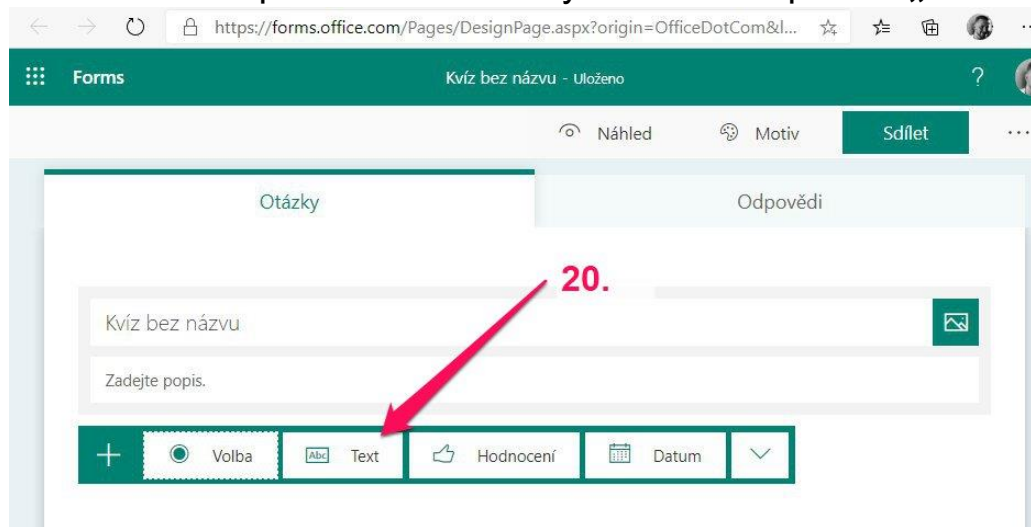 https://forms.office.com/Pages/DesignPage.aspx?origin=OfficeDotCom&l...
Forms
Kvíz bez názvu - Uloženo
?
Náhled
Motiv
Sdílet
Otázky
Odpovědi
20.
Kvíz bez názvu
Zadejte popis.
Volba
Abc Text
Hodnocení
Datum